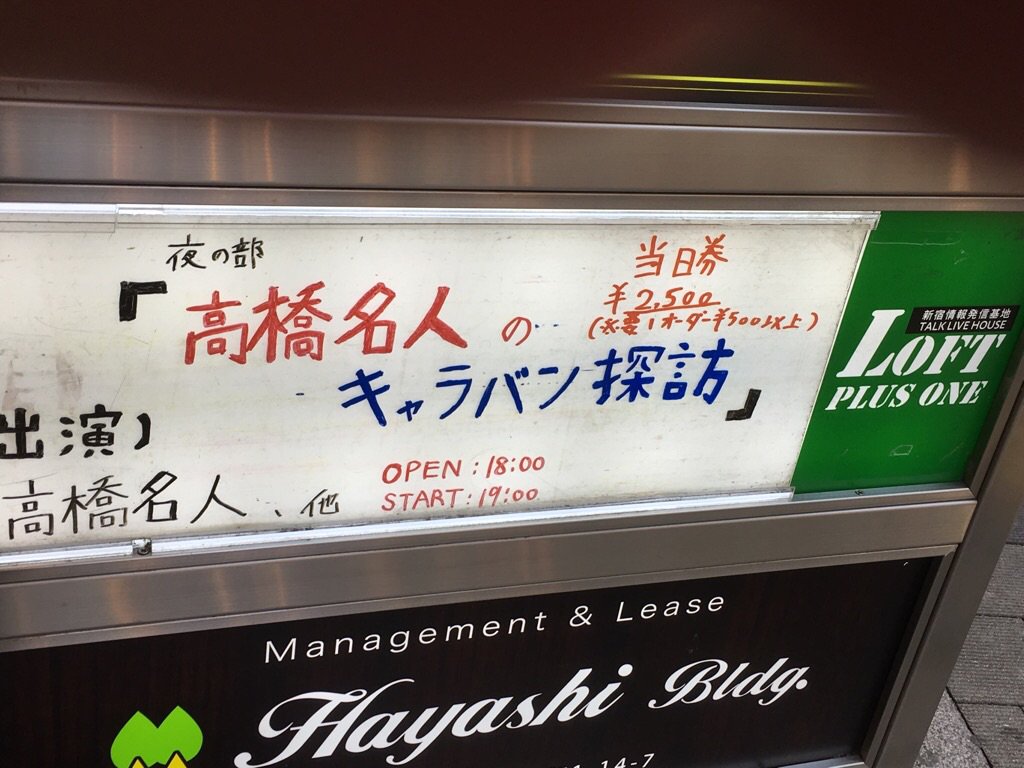 夜の部
『高橋名人の
キャラバン探訪』
当日券
¥2,500
(※要1オーダー¥500以上)
出演)
高橋名人、他
OPEN:18:00
START:19:00
新宿情報発信基地
TALK LIVE HOUSE
LOFT
PLUS ONE
Management & Lease
Hayashi Bldg.
14-7